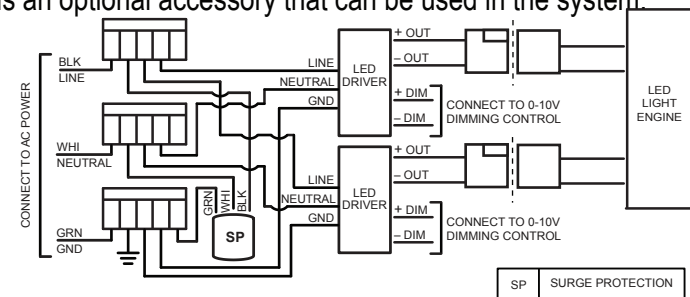 is an optional accessory that can be used in the system.
CONNECT TO AC POWER
BLK
LINE
WHI
NEUTRAL
GRN
GND
GRN
WHI
BLK
SP
LINE
NEUTRAL
GND
LED
DRIVER
+ OUT
– OUT
+ DIM
– DIM
CONNECT TO 0-10V
DIMMING CONTROL
LINE
NEUTRAL
GND
LED
DRIVER
+ OUT
– OUT
+ DIM
– DIM
CONNECT TO 0-10V
DIMMING CONTROL
LED
LIGHT
ENGINE
SP SURGE PROTECTION